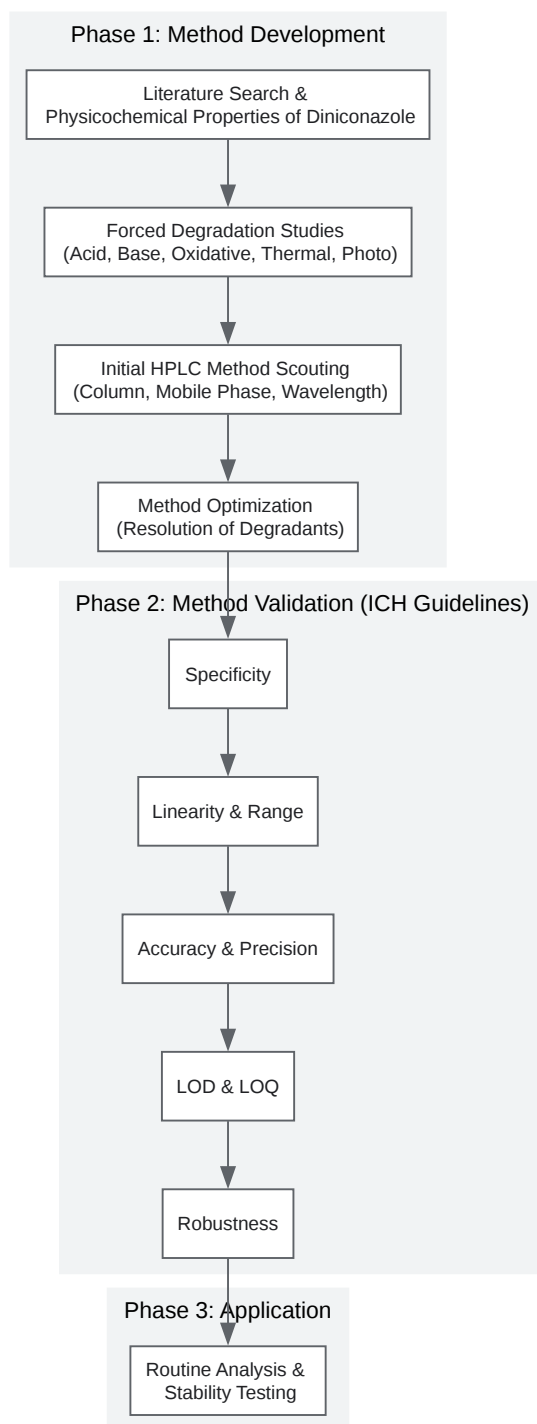 Phase 1: Method Development
Literature Search &
Physicochemical Properties of Diniconazole
Forced Degradation Studies
(Acid, Base, Oxidative, Thermal, Photo)
Initial HPLC Method Scouting
(Column, Mobile Phase, Wavelength)
Method Optimization
(Resolution of Degradants)
Phase 2: Method Validation (ICH Guidelines)
Specificity
Linearity & Range
Accuracy & Precision
LOD & LOQ
Robustness
Phase 3: Application
Routine Analysis &
Stability Testing